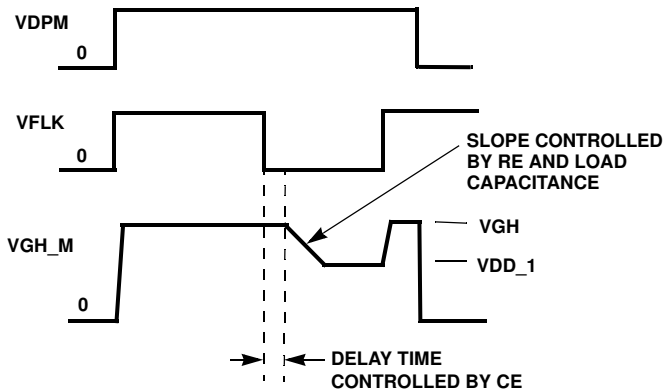 VDPM
0
VFLK
0
SLOPE CONTROLLED
BY RE AND LOAD
CAPACITANCE
VGH
VGH_M
VDD_1
0
DELAY TIME
CONTROLLED BY CE